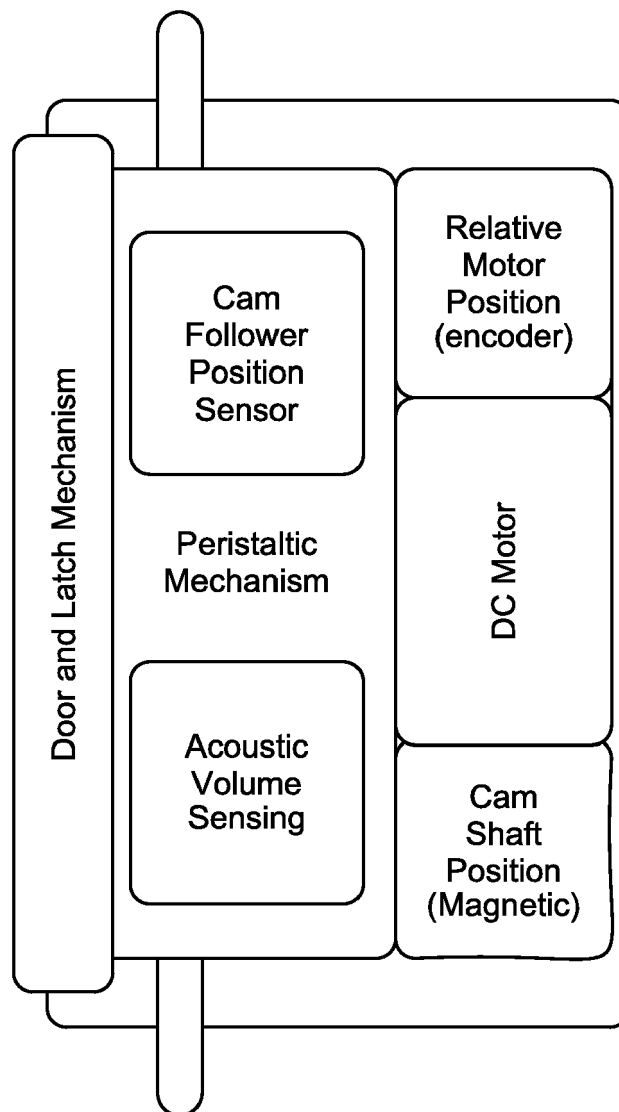 Door and Latch Mechanism
Cam
Follower
Position
Sensor
Peristaltic
Mechanism
Acoustic
Volume
Sensing
Relative
Motor
Position
(encoder)
DC Motor
Cam
Shaft
Position
(Magnetic)